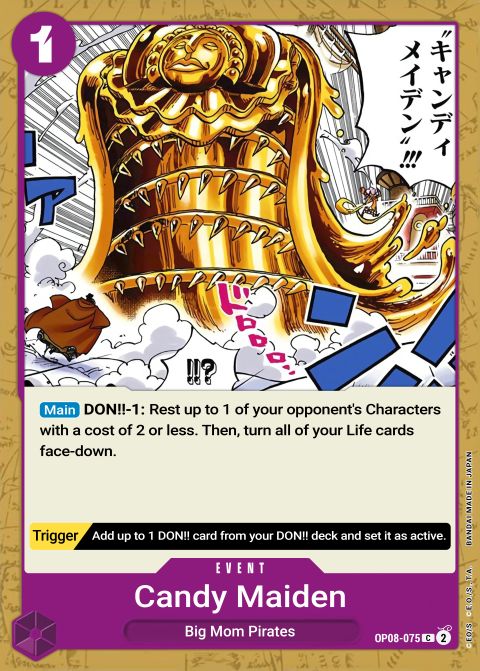 1
"キャンディ
メイデン"!!!
ア
ドロロロン
!!?
Main DON!!-1: Rest up to 1 of your opponent's Characters
with a cost of 2 or less. Then, turn all of your Life cards
face-down.
Trigger Add up to 1 DON!! card from your DON!! deck and set it as active.
EVENT
Candy Maiden
Big Mom Pirates
OP08-075 C 2
BANDAI MADE IN JAPAN
©E.O./S. ©E.O./S.,T.A.